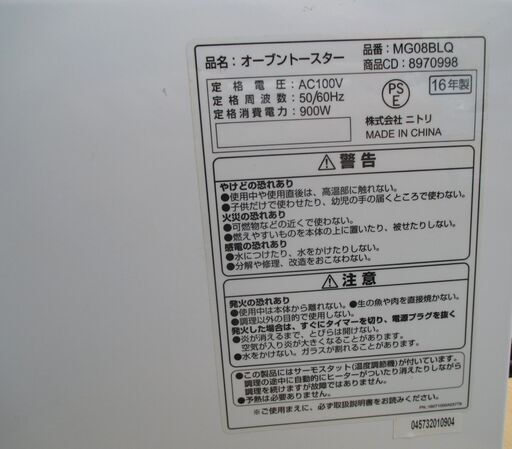 品名：オーブントースター
品番：MG08BLQ
商品CD：8970998
定格電圧：AC100V
定格周波数：50/60Hz
定格消費電力：900W
PS
E
16年製
株式会社 ニトリ
MADE IN CHINA
警告
やけどの恐れあり
●使用中や使用直後は、高温部に触れない。
●子供だけで使わせたり、幼児の手の届くところで使わない。
火災の恐れあり
●可燃物などの近くで使わない。
●燃えやすいものを本体の上に置いたり、被せたりしない。
感電の恐れあり
●水につけたり、水をかけたりしない。
●分解や修理、改造をおこなわない。
注意
発火の恐れあり
●使用中は本体から離れない。●生の魚や肉を直接焼かない。
●調理以外の目的で使用しない。
発火した場合は、すぐにタイマーを切り、電源プラグを抜く
●炎が消えるまで、とびらは開けない。
空気が入り炎が大きくなることがあります。
●水をかけない。ガラスが割れることがあります。
●この製品にはサーモスタット(温度調節機)が付いています。
調理の途中に自動的にヒーターがついたり消えたりしながら
調理を続けますが故障ではありません。
●予熱は必要ありません。
●ご使用まえに、必ず取扱説明書をお読みください。
045732010904